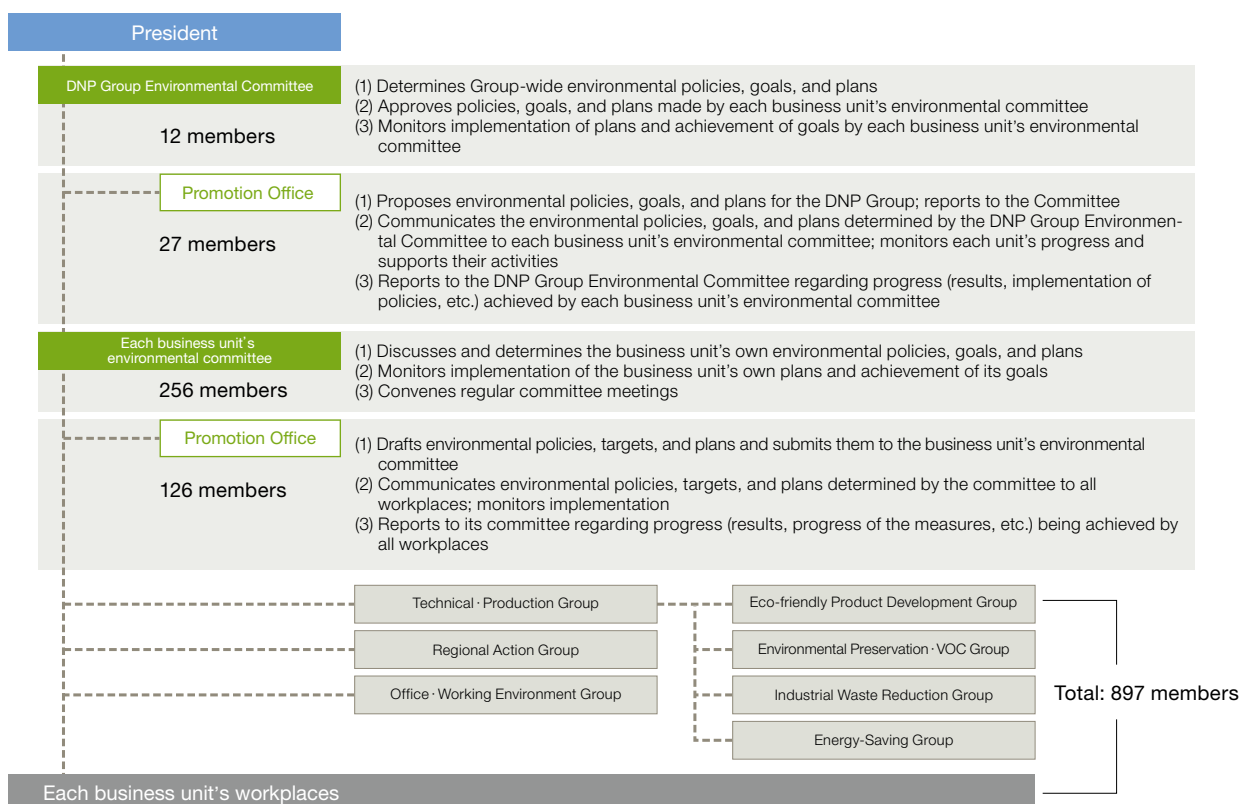 President
DNP Group Environmental Committee
12 members
(1) Determines Group-wide environmental policies, goals, and plans
(2) Approves policies, goals, and plans made by each business unit's environmental committee
(3) Monitors implementation of plans and achievement of goals by each business unit's environmental
committee
Promotion Office
27 members
(1) Proposes environmental policies, goals, and plans for the DNP Group; reports to the Committee
(2) Communicates the environmental policies, goals, and plans determined by the DNP Group Environmen-
tal Committee to each business unit's environmental committee; monitors each unit's progress and
supports their activities
(3) Reports to the DNP Group Environmental Committee regarding progress (results, implementation of
policies, etc.) achieved by each business unit's environmental committee
Each business unit's
environmental committee
256 members
(1) Discusses and determines the business unit's own environmental policies, goals, and plans
(2) Monitors implementation of the business unit's own plans and achievement of its goals
(3) Convenes regular committee meetings
Promotion Office
126 members
(1) Drafts environmental policies, targets, and plans and submits them to the business unit's environmental
committee
(2) Communicates environmental policies, targets, and plans determined by the committee to all
workplaces; monitors implementation
(3) Reports to its committee regarding progress (results, progress of the measures, etc.) being achieved by
all workplaces
Technical · Production Group
Regional Action Group
Office · Working Environment Group
Eco-friendly Product Development Group
Environmental Preservation · VOC Group
Industrial Waste Reduction Group
Energy-Saving Group
Total: 897 members
Each business unit's workplaces